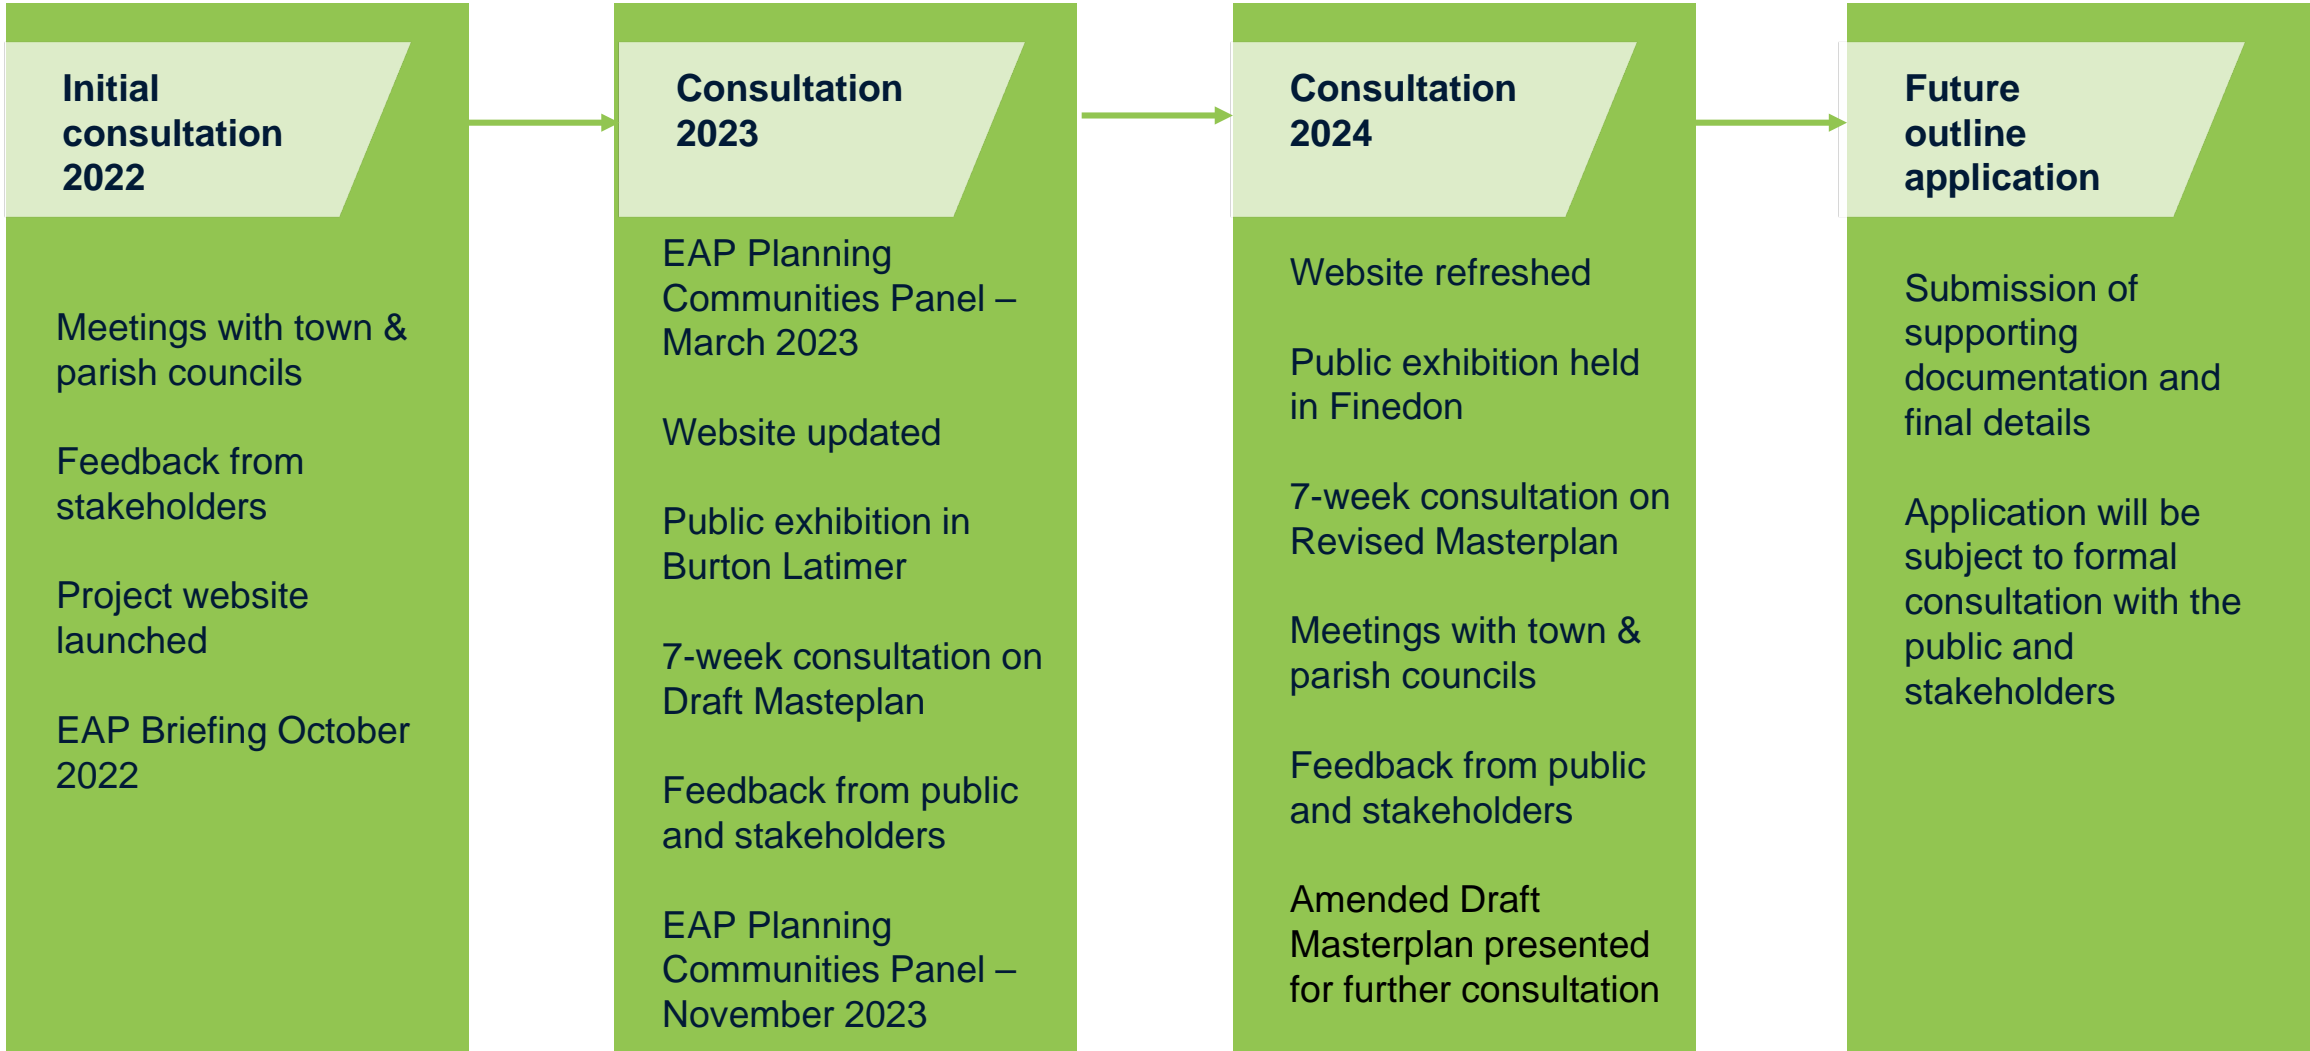 Initial
consultation
2022
Meetings with town &
parish councils
Feedback from
stakeholders
Project website
launched
EAP Briefing October
2022
Consultation
2023
EAP Planning
Communities Panel –
March 2023
Website updated
Public exhibition in
Burton Latimer
7-week consultation on
Draft Masteplan
Feedback from public
and stakeholders
EAP Planning
Communities Panel –
November 2023
Consultation
2024
Website refreshed
Public exhibition held
in Finedon
7-week consultation on
Revised Masterplan
Meetings with town &
parish councils
Feedback from public
and stakeholders
Amended Draft
Masterplan presented
for further consultation
Future
outline
application
Submission of
supporting
documentation and
final details
Application will be
subject to formal
consultation with the
public and
stakeholders